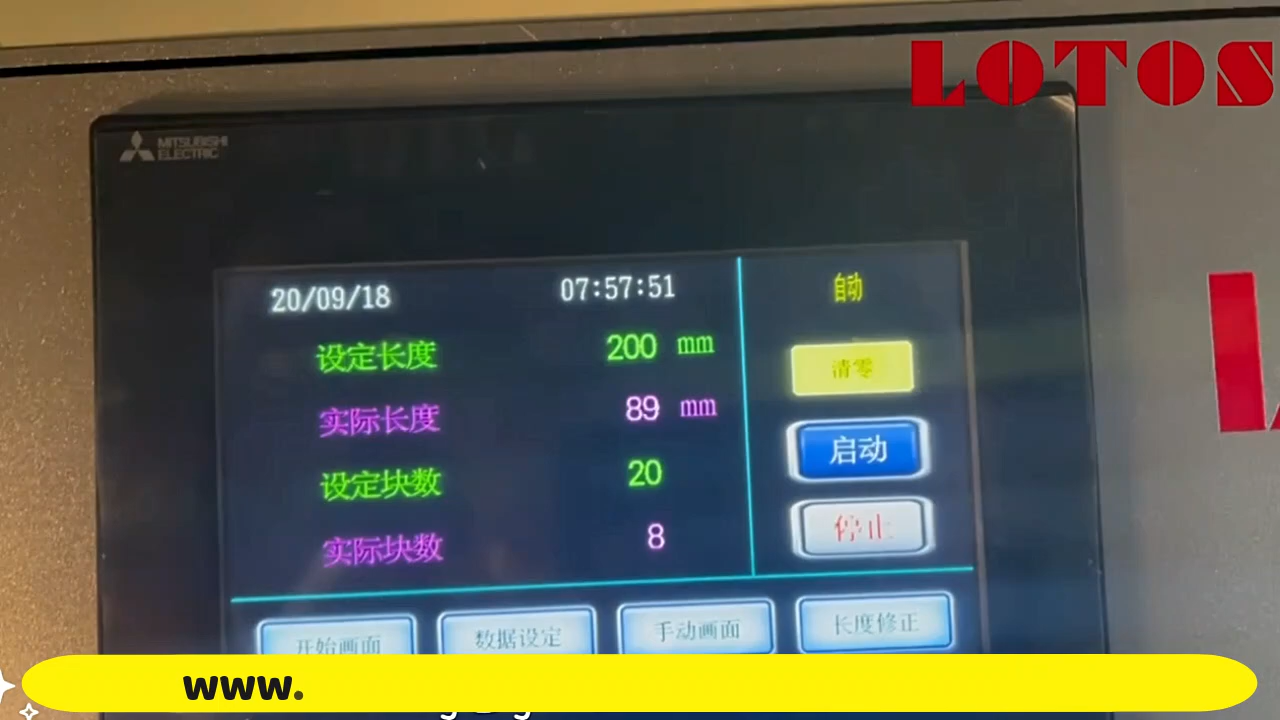 LOTOS
MITSUBISHI
ELECTRIC
20/09/18 07:57:51 自动
设定长度 200 mm
清零
实际长度 89 mm
启动
设定块数 20
停止
实际块数 8
开始画面 数据设定 手动画面 长度修正
www.